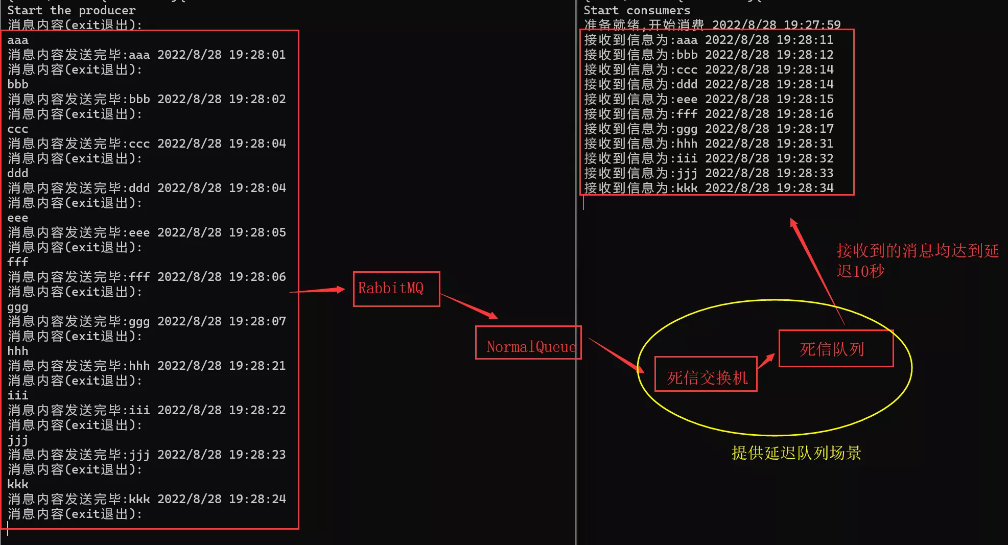 Start the producer
消息内容(exit退出):
aaa
消息内容发送完毕:aaa 2022/8/28 19:28:01
消息内容(exit退出):
bbb
消息内容发送完毕:bbb 2022/8/28 19:28:02
消息内容(exit退出):
ccc
消息内容发送完毕:ccc 2022/8/28 19:28:04
消息内容(exit退出):
ddd
消息内容发送完毕:ddd 2022/8/28 19:28:04
消息内容(exit退出):
eee
消息内容发送完毕:eee 2022/8/28 19:28:05
消息内容(exit退出):
fff
消息内容发送完毕:fff 2022/8/28 19:28:06
消息内容(exit退出):
ggg
消息内容发送完毕:ggg 2022/8/28 19:28:07
消息内容(exit退出):
hhh
消息内容发送完毕:hhh 2022/8/28 19:28:21
消息内容(exit退出):
iii
消息内容发送完毕:iii 2022/8/28 19:28:22
消息内容(exit退出):
jjj
消息内容发送完毕:jjj 2022/8/28 19:28:23
消息内容(exit退出):
kkk
消息内容发送完毕:kkk 2022/8/28 19:28:24
消息内容(exit退出):
Start consumers
准备就绪,开始消费 2022/8/28 19:27:59
接收到信息为:aaa 2022/8/28 19:28:11
接收到信息为:bbb 2022/8/28 19:28:12
接收到信息为:ccc 2022/8/28 19:28:14
接收到信息为:ddd 2022/8/28 19:28:14
接收到信息为:eee 2022/8/28 19:28:15
接收到信息为:fff 2022/8/28 19:28:16
接收到信息为:ggg 2022/8/28 19:28:17
接收到信息为:hhh 2022/8/28 19:28:31
接收到信息为:iii 2022/8/28 19:28:32
接收到信息为:jjj 2022/8/28 19:28:33
接收到信息为:kkk 2022/8/28 19:28:34
RabbitMQ
NormalQueue
死信交换机
死信队列
接收到的消息均达到延
迟10秒
提供延迟队列场景